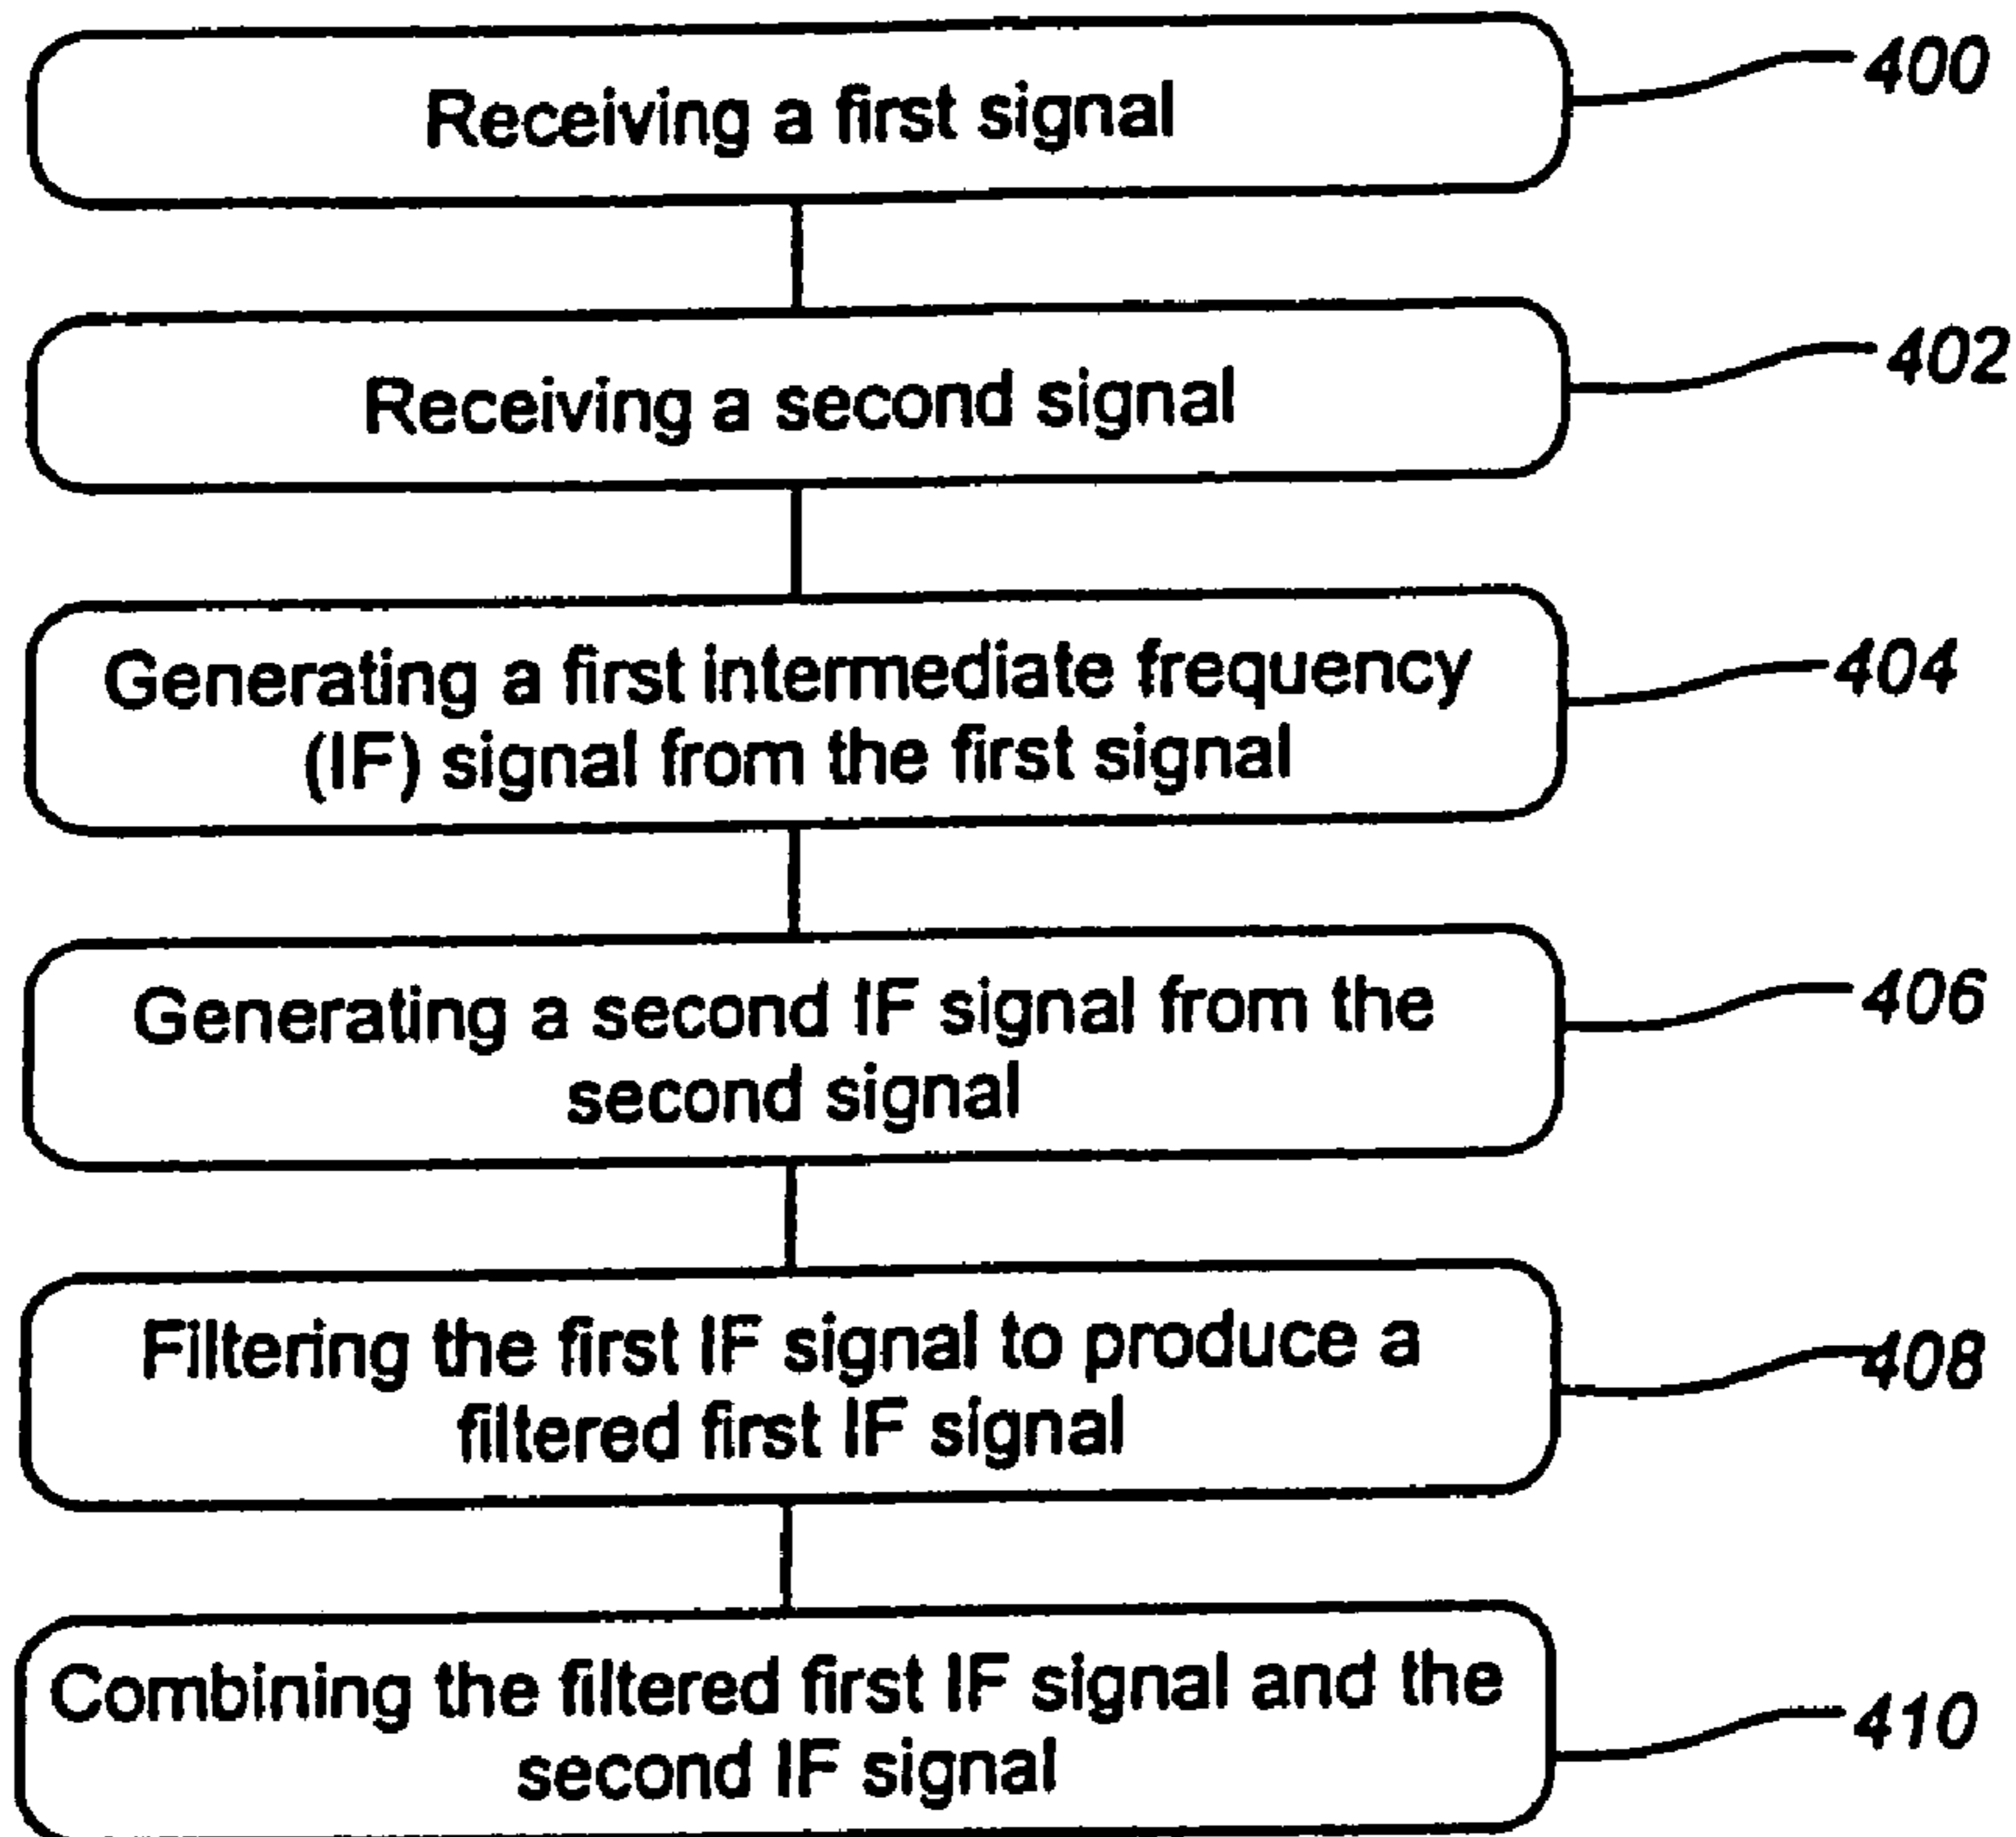 Receiving a first signal
400
Receiving a second signal
402
Generating a first intermediate frequency
(IF) signal from the first signal
404
Generating a second IF signal from the
second signal
406
Filtering the first IF signal to produce a
filtered first IF signal
408
Combining the filtered first IF signal and the
second IF signal
410